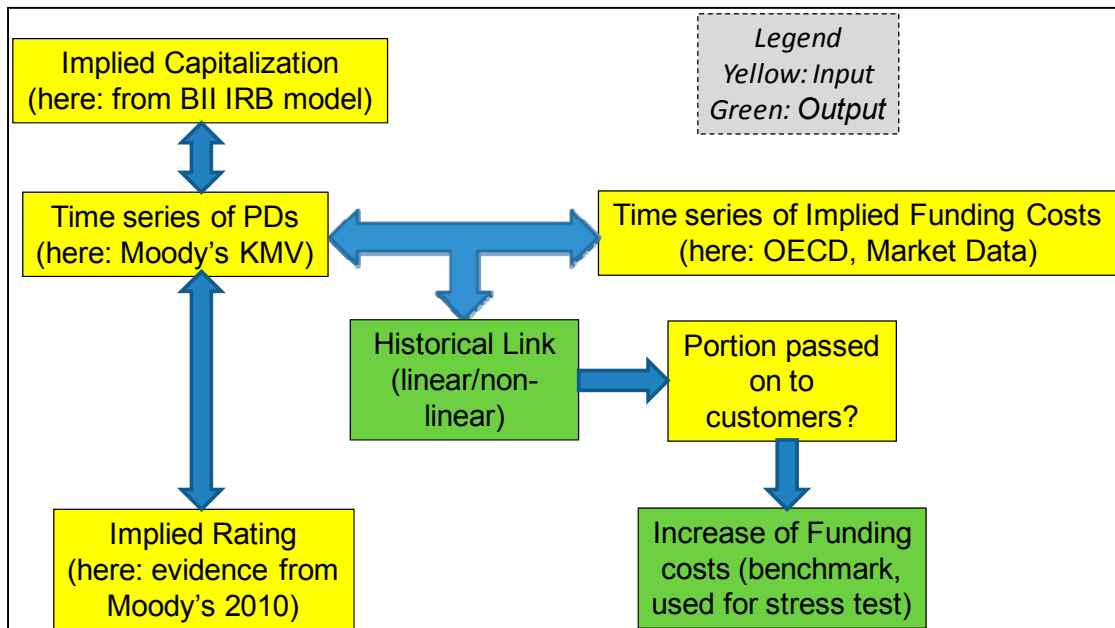 Implied Capitalization
(here: from BII IRB model)
Legend
Yellow: Input
Green: Output
Time series of PDs
(here: Moody's KMV)
Time series of Implied Funding Costs
(here: OECD, Market Data)
Historical Link
(linear/non-
linear)
Portion passed
on to
customers?
Implied Rating
(here: evidence from
Moody's 2010)
Increase of Funding
costs (benchmark,
used for stress test)